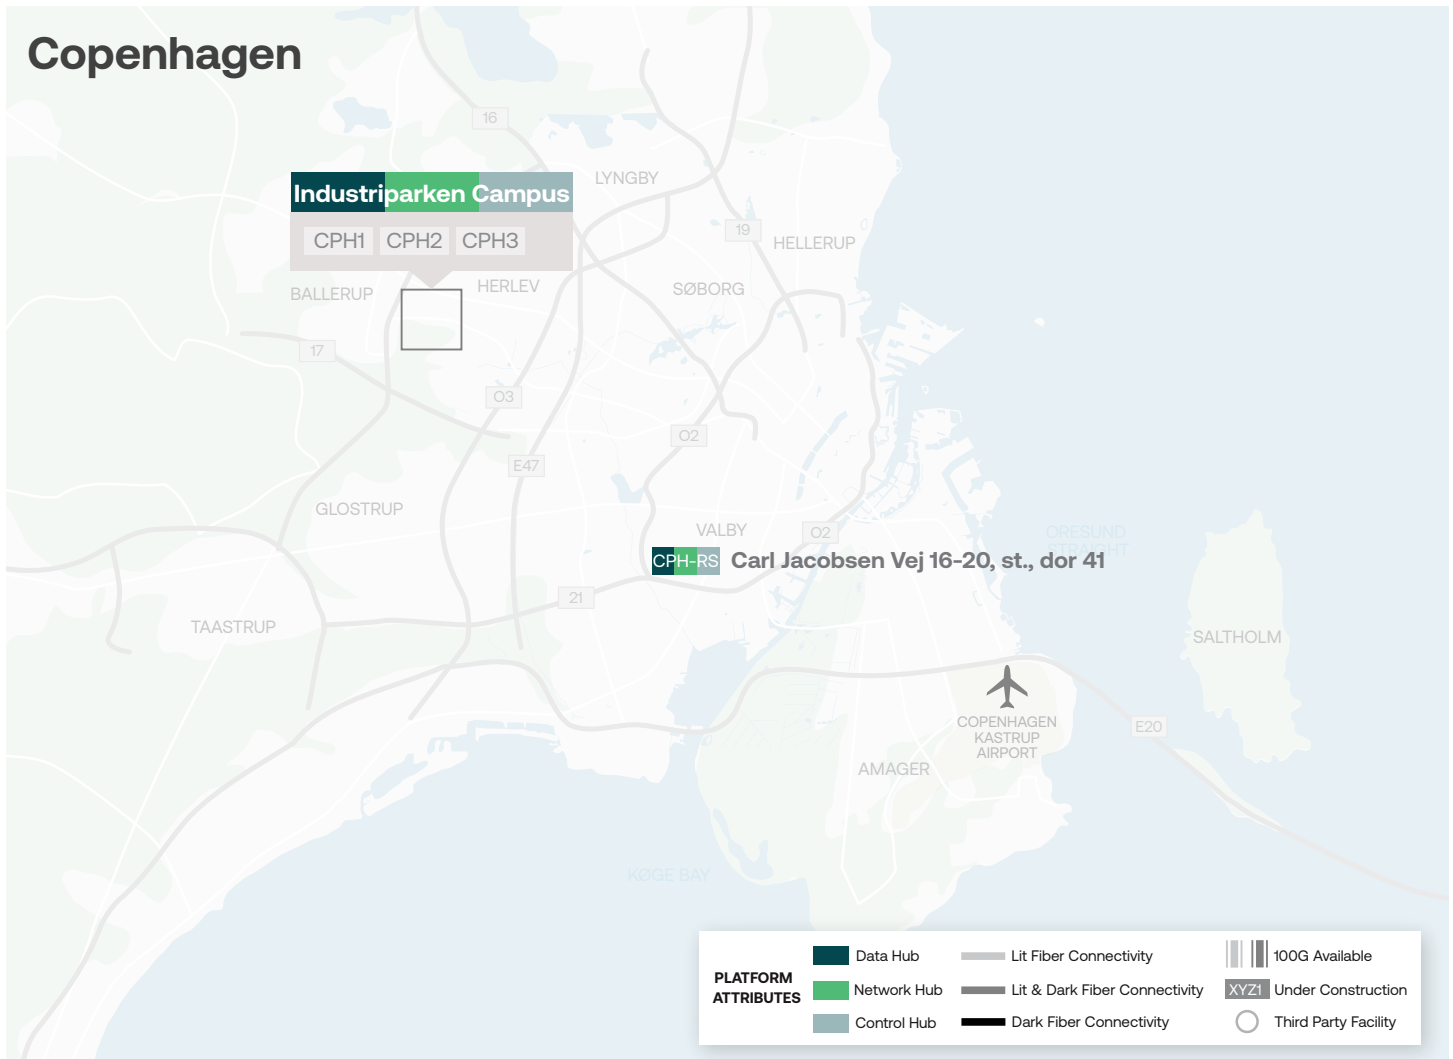 Copenhagen
16
LYNGBY
Industriparken Campus
CPH1 CPH2 CPH3
19
HELLERUP
BALLERUP
HERLEV
SØBORG
17
O3
O2
E47
GLOSTRUP
VALBY
O2
ORESUND
STRAIGHT
CPH-RS
Carl Jacobsen Vej 16-20, st., dor 41
21
TAASTRUP
SALTHOLM
COPENHAGEN
KASTRUP
AIRPORT
E20
AMAGER
KØGE BAY
PLATFORM
ATTRIBUTES
Data Hub
Network Hub
Control Hub
Lit Fiber Connectivity
Lit & Dark Fiber Connectivity
Dark Fiber Connectivity
100G Available
XYZ1 Under Construction
Third Party Facility